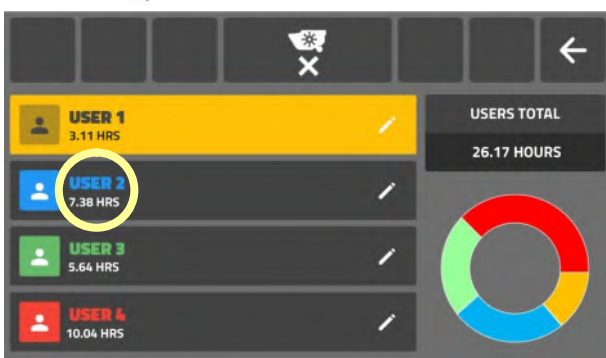 USER 1
3.11 HRS
USER 2
7.38 HRS
USER 3
5.64 HRS
USER 4
10.04 HRS
USERS TOTAL
26.17 HOURS